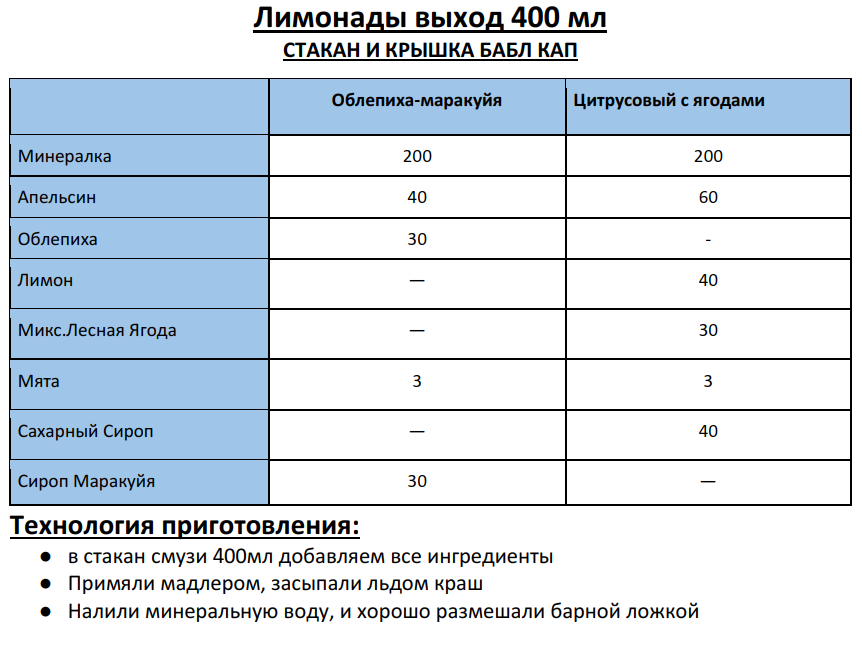 Лимонады выход 400 мл
СТАКАН И КРЫШКА БАБЛ КАП
Облепиха-маракуйя Цитрусовый с ягодами
Минералка 200 200
Апельсин 40 60
Облепиха 30 -
Лимон — 40
Микс.Лесная Ягода — 30
Мята 3 3
Сахарный Сироп — 40
Сироп Маракуйя 30 —
Технология приготовления:
● в стакан смузи 400мл добавляем все ингредиенты
● Примяли мадлером, засыпали льдом краш
● Налили минеральную воду, и хорошо размешали барной ложкой